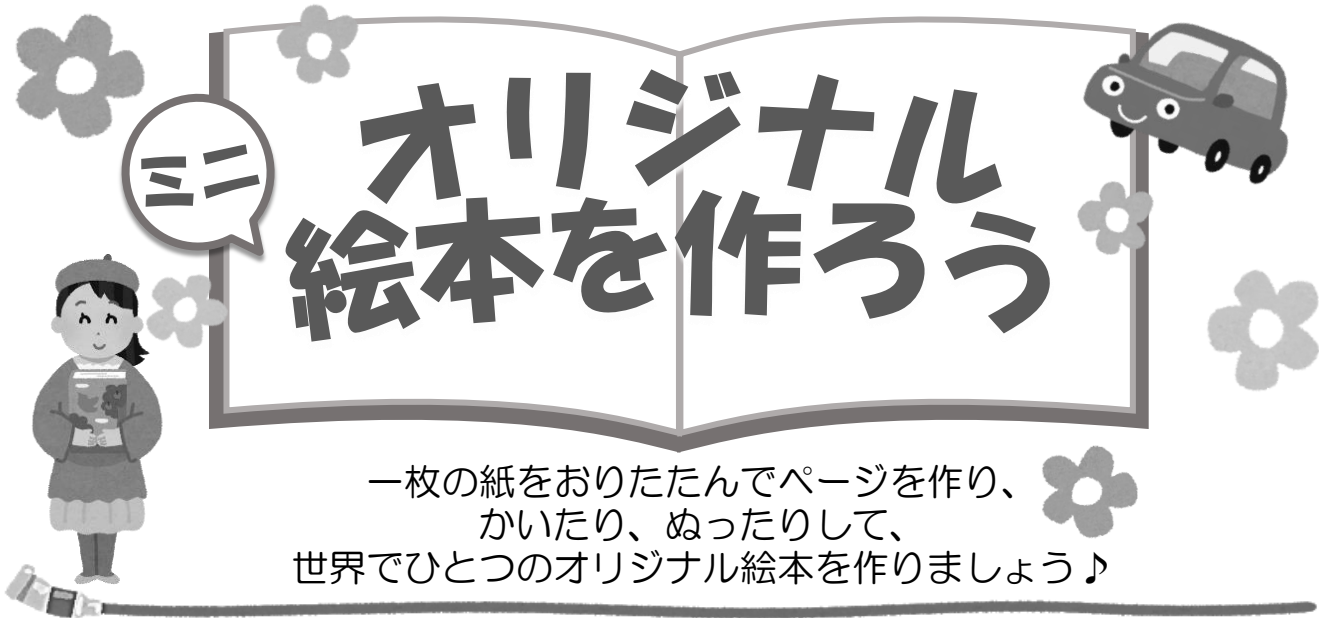 ミニ
オリジナル
絵本を作ろう
一枚の紙をおりたたんでページを作り、
かいたり、ぬったりして、
世界でひとつのオリジナル絵本を作りましょう♪